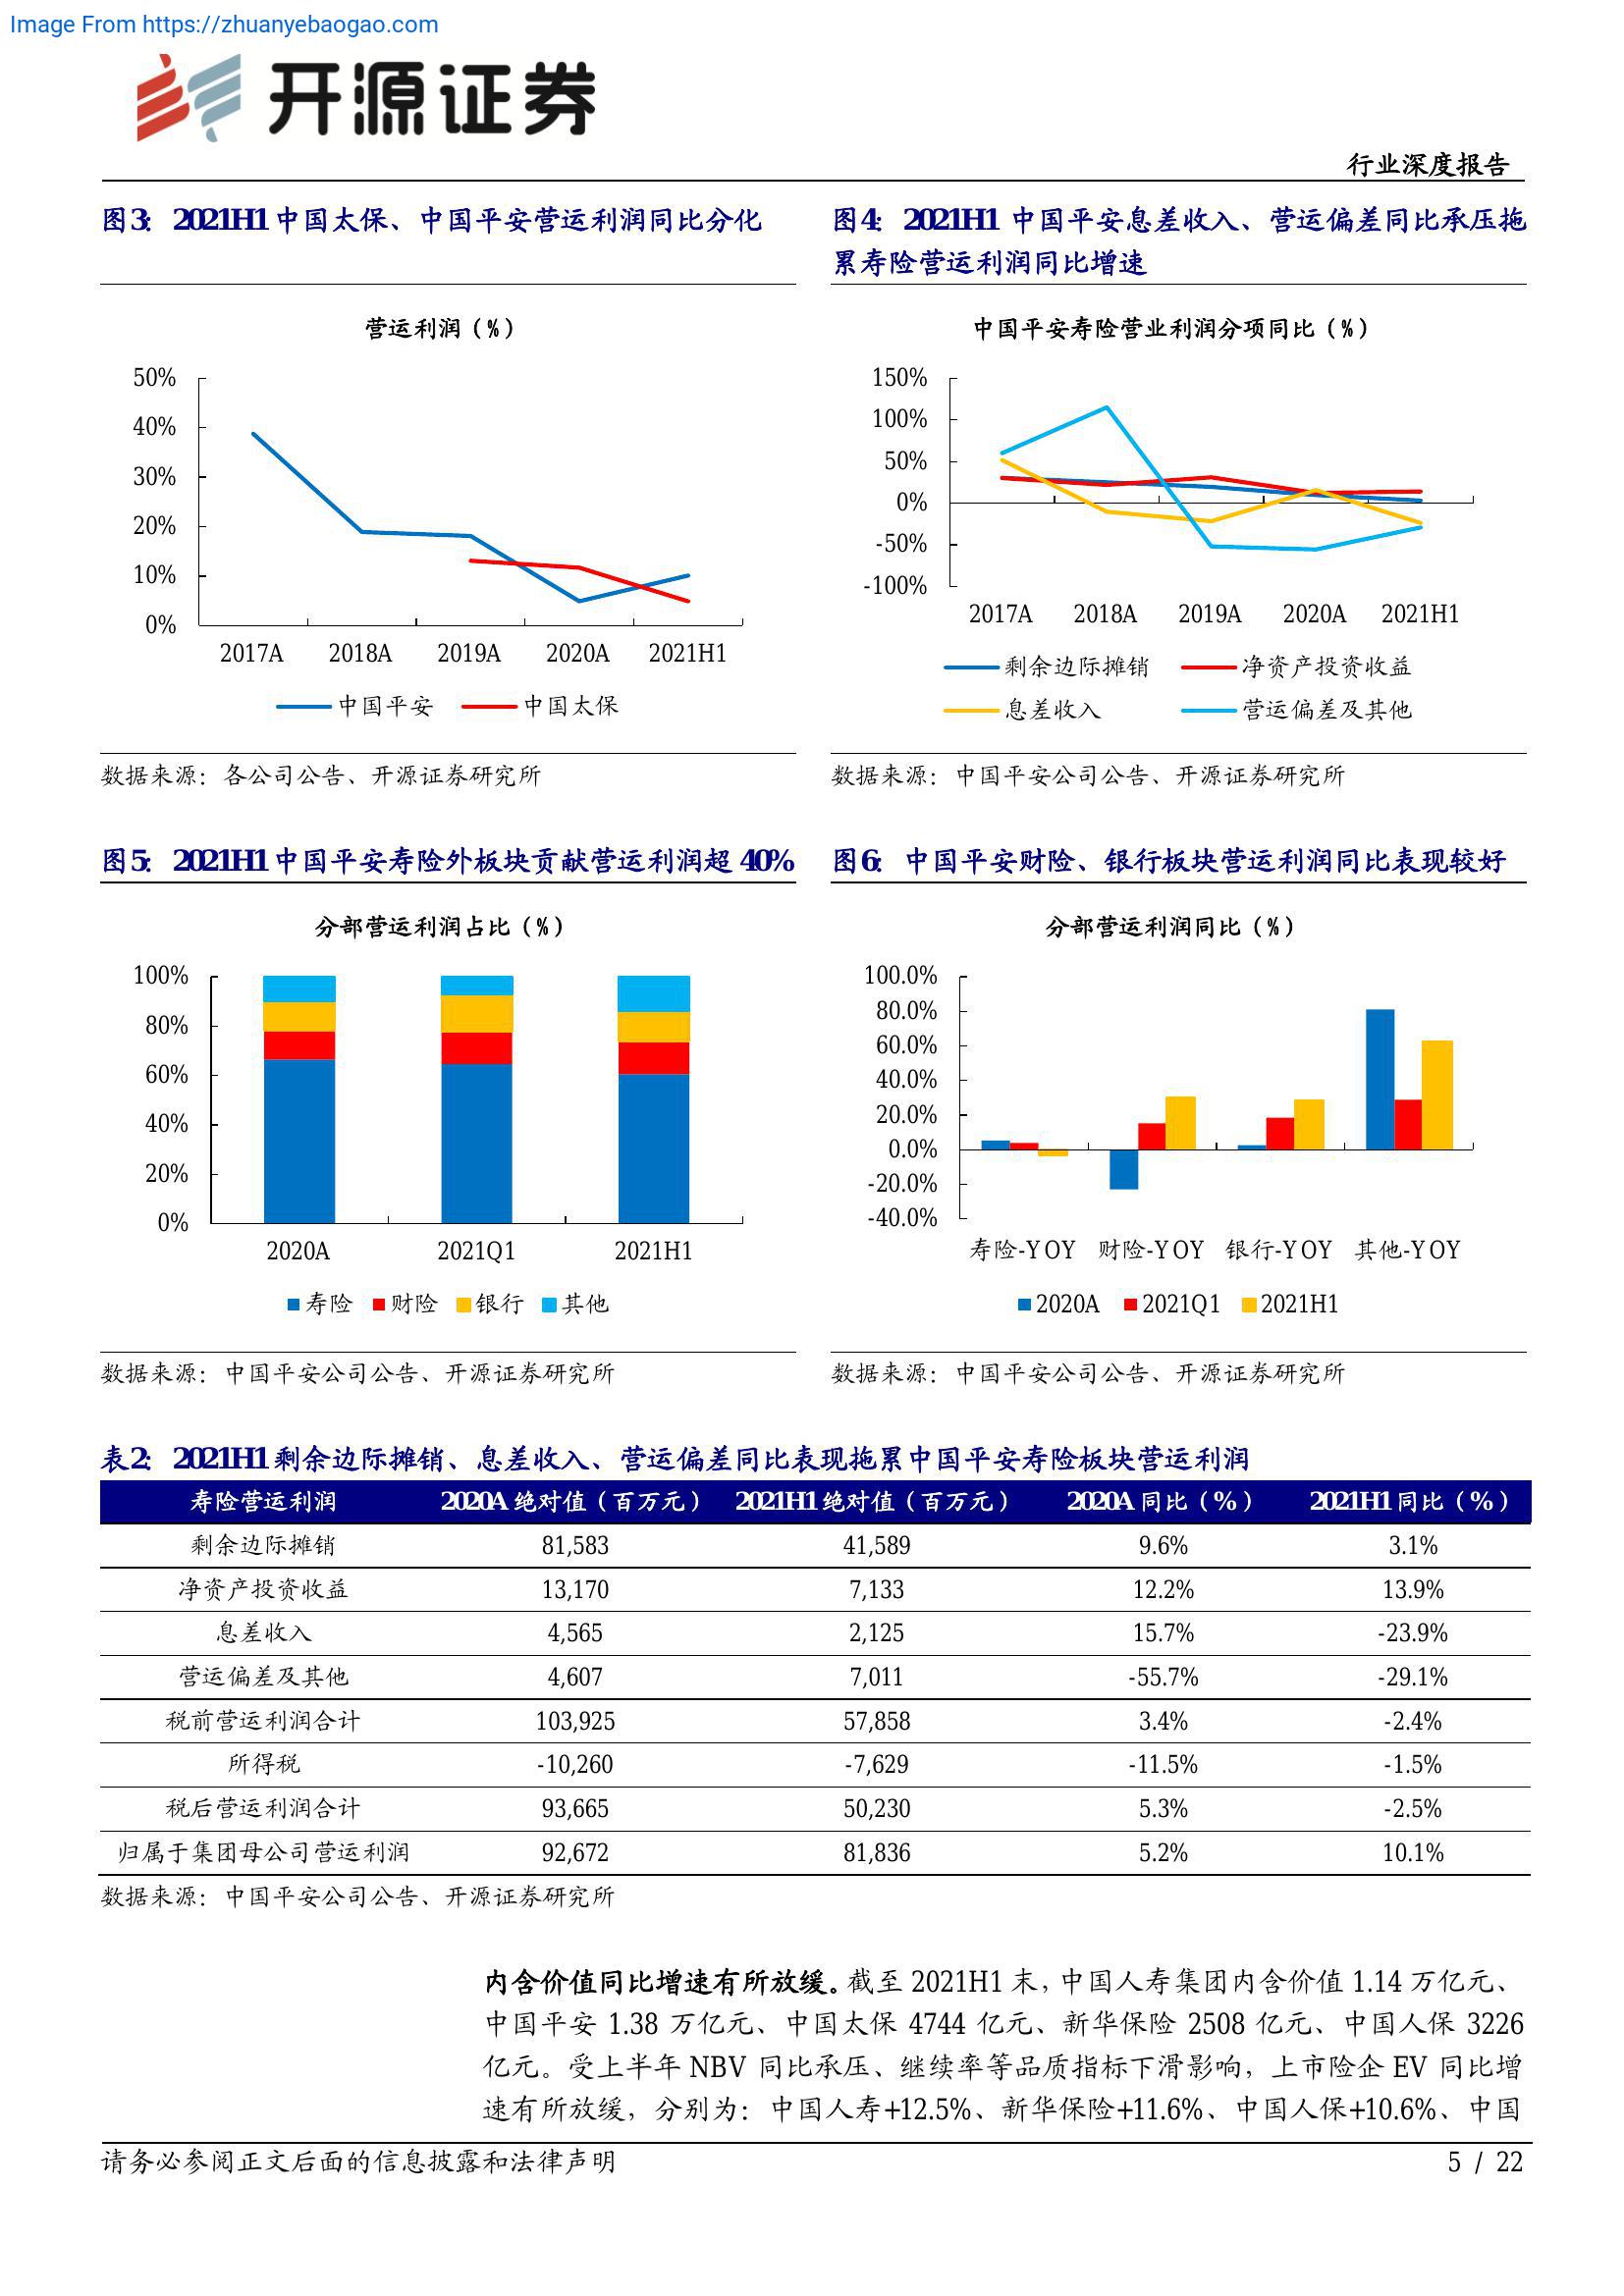 Image From https://zhuanyebaogao.com
开源证券
行业深度报告
图3： 2021H1 中国太保、中国平安营运利润同比分化
营运利润（%）
50%
40%
30%
20%
10%
0%
2017A 2018A 2019A 2020A 2021H1
中国平安 中国太保
数据来源：各公司公告、开源证券研究所
图4： 2021H1 中国平安息差收入、营运偏差同比承压拖
累寿险营运利润同比增速
中国平安寿险营业利润分项同比（%）
150%
100%
50%
0%
-50%
-100%
2017A 2018A 2019A 2020A 2021H1
剩余边际摊销 净资产投资收益
息差收入 营运偏差及其他
数据来源：中国平安公司公告、开源证券研究所
图5： 2021H1 中国平安寿险外板块贡献营运利润超 40%
分部营运利润占比（%）
100%
80%
60%
40%
20%
0%
2020A 2021Q1 2021H1
寿险 财险 银行 其他
数据来源：中国平安公司公告、开源证券研究所
图6： 中国平安财险、银行板块营运利润同比表现较好
分部营运利润同比（%）
100.0%
80.0%
60.0%
40.0%
20.0%
0.0%
-20.0%
-40.0%
寿险-YOY 财险-YOY 银行-YOY 其他-YOY
2020A 2021Q1 2021H1
数据来源：中国平安公司公告、开源证券研究所
表2： 2021H1 剩余边际摊销、息差收入、营运偏差同比表现拖累中国平安寿险板块营运利润
寿险营运利润 2020A 绝对值（百万元） 2021H1 绝对值（百万元） 2020A 同比（%） 2021H1 同比（%）
剩余边际摊销 81,583 41,589 9.6% 3.1%
净资产投资收益 13,170 7,133 12.2% 13.9%
息差收入 4,565 2,125 15.7% -23.9%
营运偏差及其他 4,607 7,011 -55.7% -29.1%
税前营运利润合计 103,925 57,858 3.4% -2.4%
所得税 -10,260 -7,629 -11.5% -1.5%
税后营运利润合计 93,665 50,230 5.3% -2.5%
归属于集团母公司营运利润 92,672 81,836 5.2% 10.1%
数据来源：中国平安公司公告、开源证券研究所
内含价值同比增速有所放缓。截至 2021H1 末，中国人寿集团内含价值 1.14 万亿元、
中国平安 1.38 万亿元、中国太保 4744 亿元、新华保险 2508 亿元、中国人保 3226
亿元。受上半年 NBV 同比承压、继续率等品质指标下滑影响，上市险企 EV 同比增
速有所放缓，分别为：中国人寿+12.5%、新华保险+11.6%、中国人保+10.6%、中国
请务必参阅正文后面的信息披露和法律声明
5 / 22